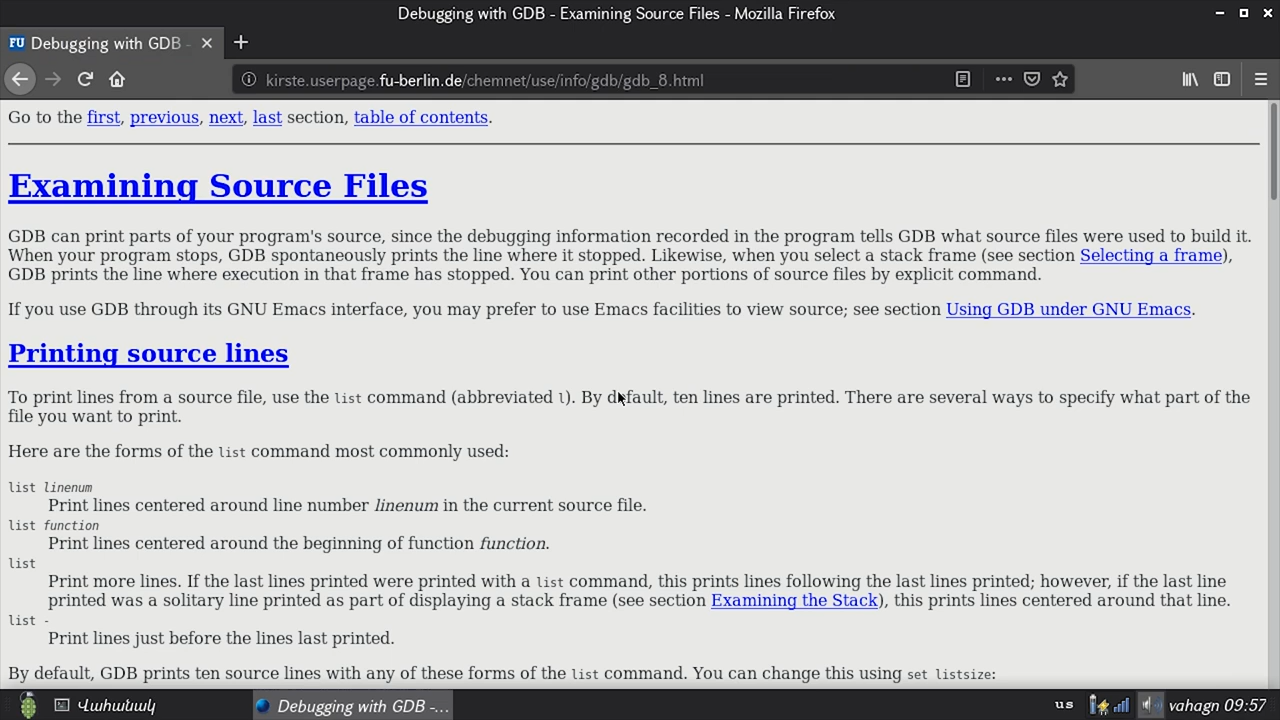 Debugging with GDB - Examining Source Files - Mozilla Firefox
FU Debugging with GDB -
kirste.userpage.fu-berlin.de/chemnet/use/info/gdb/gdb_8.html
Go to the first, previous, next, last section, table of contents.
Examining Source Files
GDB can print parts of your program's source, since the debugging information recorded in the program tells GDB what source files were used to build it.
When your program stops, GDB spontaneously prints the line where it stopped. Likewise, when you select a stack frame (see section Selecting a frame),
GDB prints the line where execution in that frame has stopped. You can print other portions of source files by explicit command.
If you use GDB through its GNU Emacs interface, you may prefer to use Emacs facilities to view source; see section Using GDB under GNU Emacs.
Printing source lines
To print lines from a source file, use the list command (abbreviated l). By default, ten lines are printed. There are several ways to specify what part of the
file you want to print.
Here are the forms of the list command most commonly used:
list linenum
Print lines centered around line number linenum in the current source file.
list function
Print lines centered around the beginning of function function.
list
Print more lines. If the last lines printed were printed with a list command, this prints lines following the last lines printed; however, if the last line
printed was a solitary line printed as part of displaying a stack frame (see section Examining the Stack), this prints lines centered around that line.
list -
Print lines just before the lines last printed.
By default, GDB prints ten source lines with any of these forms of the list command. You can change this using set listsize:
Վահանակ
Debugging with GDB -...
us
vahagn 09:57